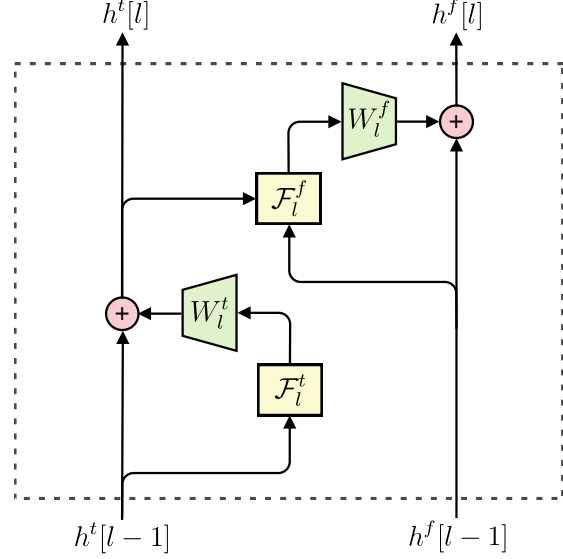 h^t[l] h^f[l]
W_l^f +
F_l^f
+ W_l^t
F_l^t
h^t[l − 1] h^f[l − 1]